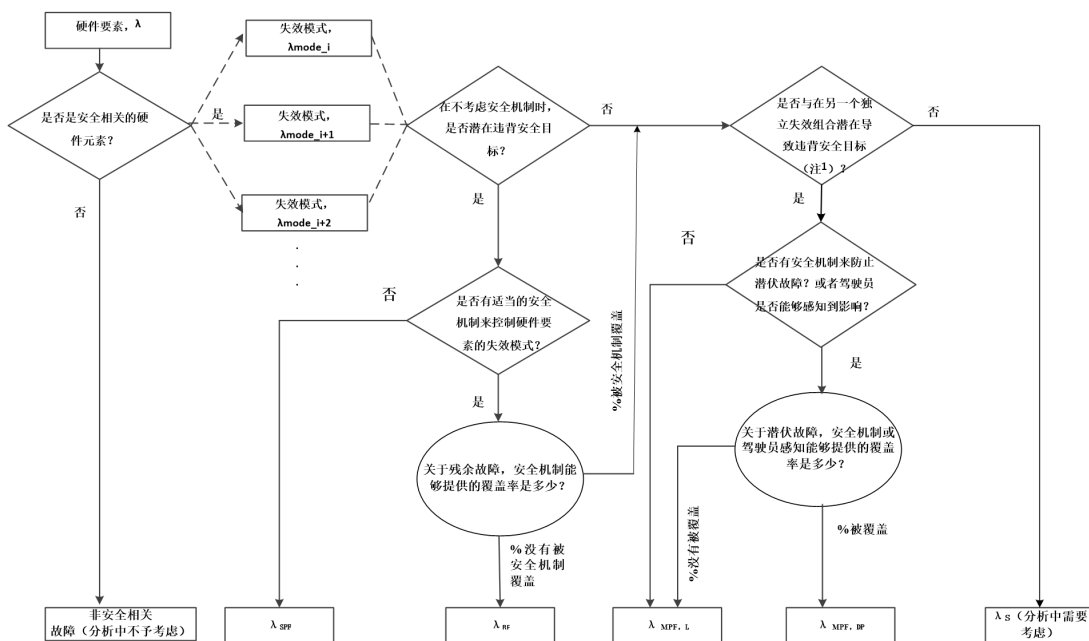 硬件要素，λ
是否是安全相关的硬
件元素？
是
否
失效模式，
λmode_i
失效模式，
λmode_i+1
失效模式，
λmode_i+2
.
.
.
在不考虑安全机制时，
是否潜在违背安全目
标？
否
是
是否与在另一个独
立失效组合潜在导
致违背安全目标
（注1）？
否
是
否
是否有适当的安全
机制来控制硬件要
素的失效模式？
是
%被安全机制覆盖
否
是否有安全机制来防止
潜伏故障？或者驾驶员
是否能够感知到影响？
是
关于残余故障，安全机制能
够提供的覆盖率是多少？
关于潜伏故障，安全机制或
驾驶员感知能够提供的覆盖
率是多少？
%没有被
安全机制
覆盖
%没有被覆盖
%被覆盖
非安全相关
故障（分析中不予考虑）
λ SPF
λ RF
λ MPF，L
λ MPF，DP
λ s（分析中需要
考虑）